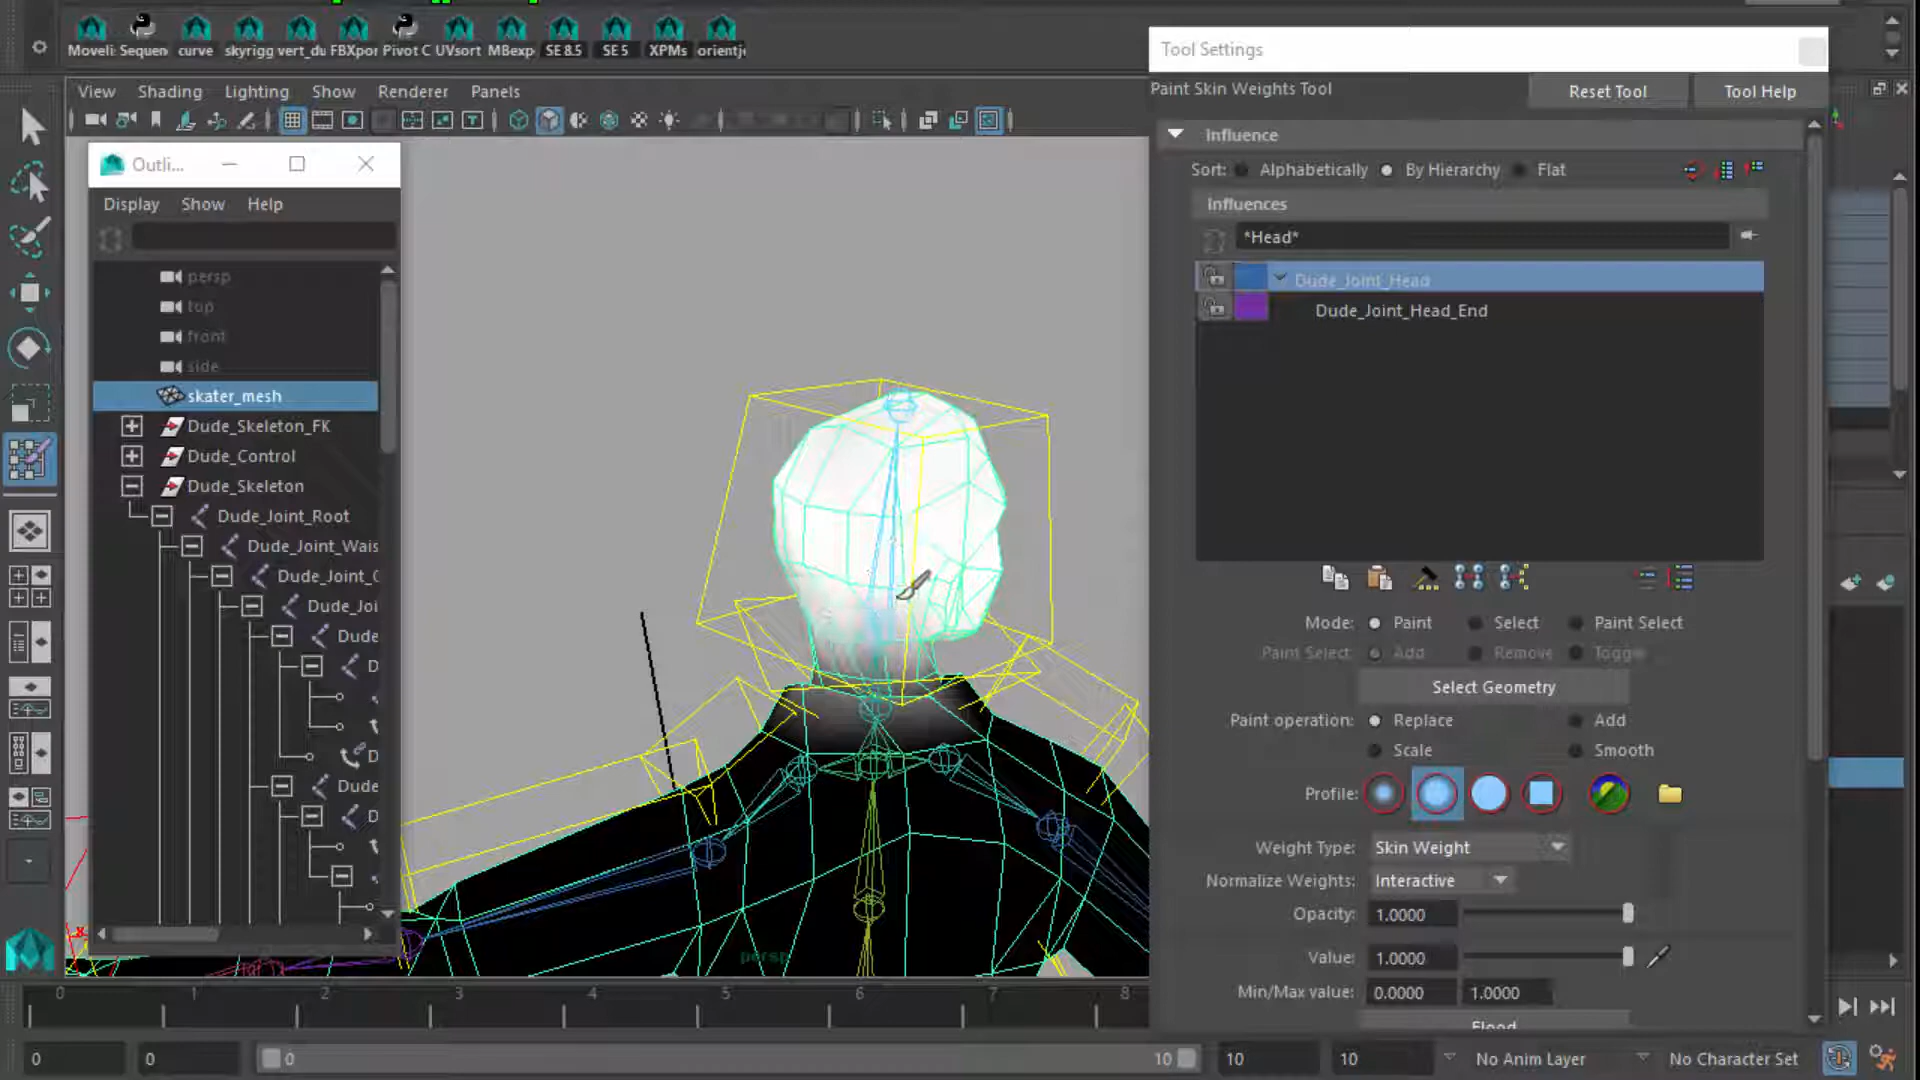 Moveli Sequen curve skyrigg vert_du FBXpor Pivot C UVsort MBexp SE 8.5 SE 5 XPMs orientj
View Shading Lighting Show Renderer Panels
Outli...
Display Show Help
persp
top
front
side
skater_mesh
Dude_Skeleton_FK
Dude_Control
Dude_Skeleton
Dude_Joint_Root
Dude_Joint_Wais
Dude_Joint_C
Dude_Joi
Dude
D
D
Dude
D
persp
Tool Settings
Paint Skin Weights Tool Reset Tool Tool Help
Influence
Sort: Alphabetically By Hierarchy Flat
Influences
*Head*
Dude_Joint_Head
Dude_Joint_Head_End
Mode: Paint Select Paint Select
Paint Select: Add Remove Toggle
Select Geometry
Paint operation: Replace Add
Scale Smooth
Profile:
Weight Type: Skin Weight
Normalize Weights: Interactive
Opacity: 1.0000
Value: 1.0000
Min/Max value: 0.0000 1.0000
Flood
0 1 2 3 4 5 6 7 8
0 0 0 10 10 10 No Anim Layer No Character Set